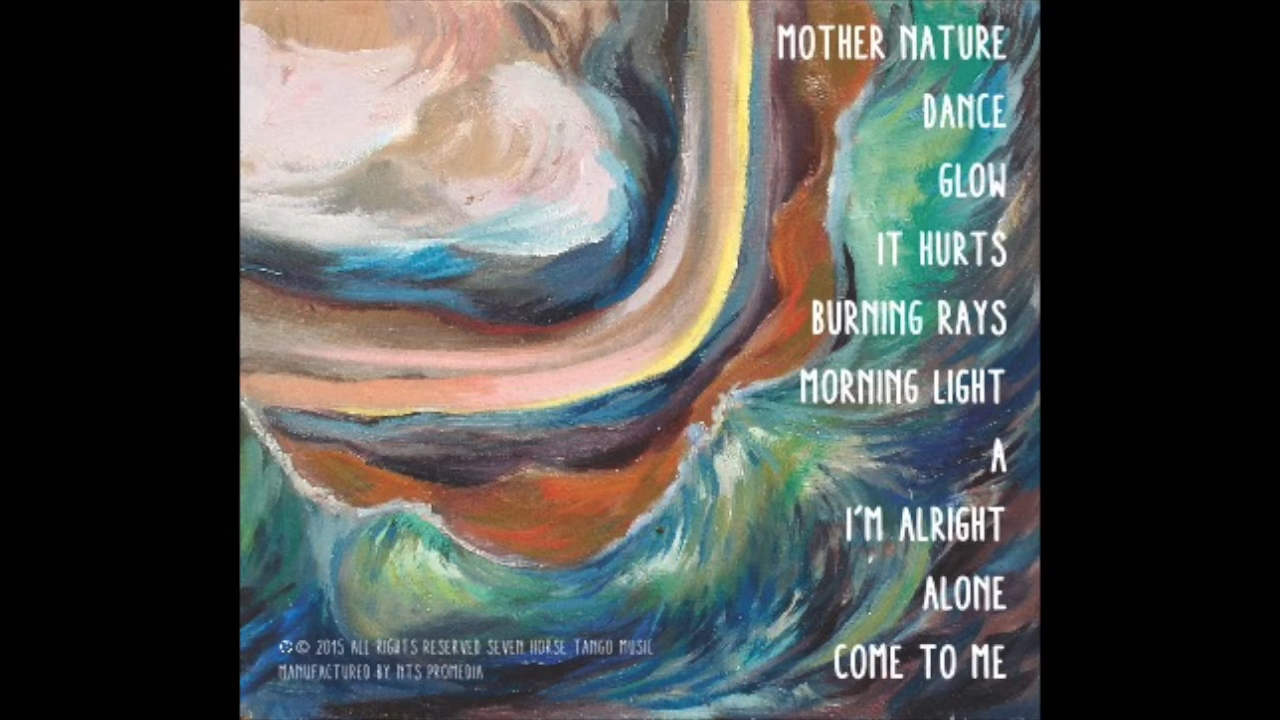 MOTHER NATURE
DANCE
GLOW
IT HURTS
BURNING RAYS
MORNING LIGHT
A
I'M ALRIGHT
ALONE
COME TO ME
℗© 2015 ALL RIGHTS RESERVED SEVEN HORSE TANGO MUSIC
MANUFACTURED BY NTS PROMEDIA